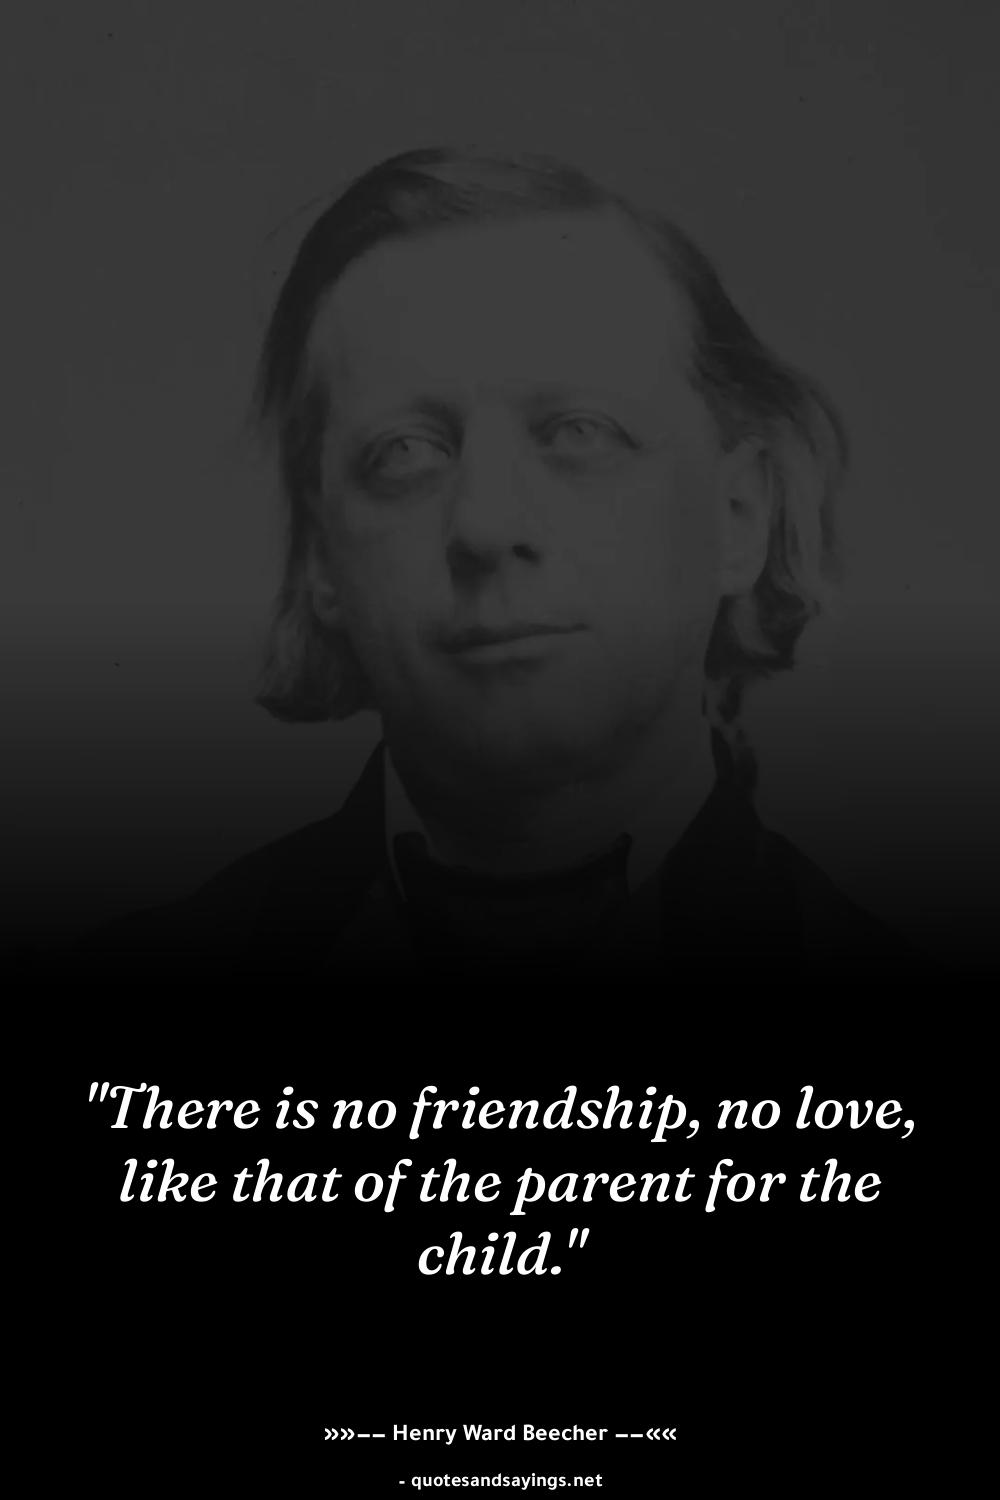 "There is no friendship, no love,
like that of the parent for the
child."
»»–– Henry Ward Beecher ––««
- quotesandsayings.net